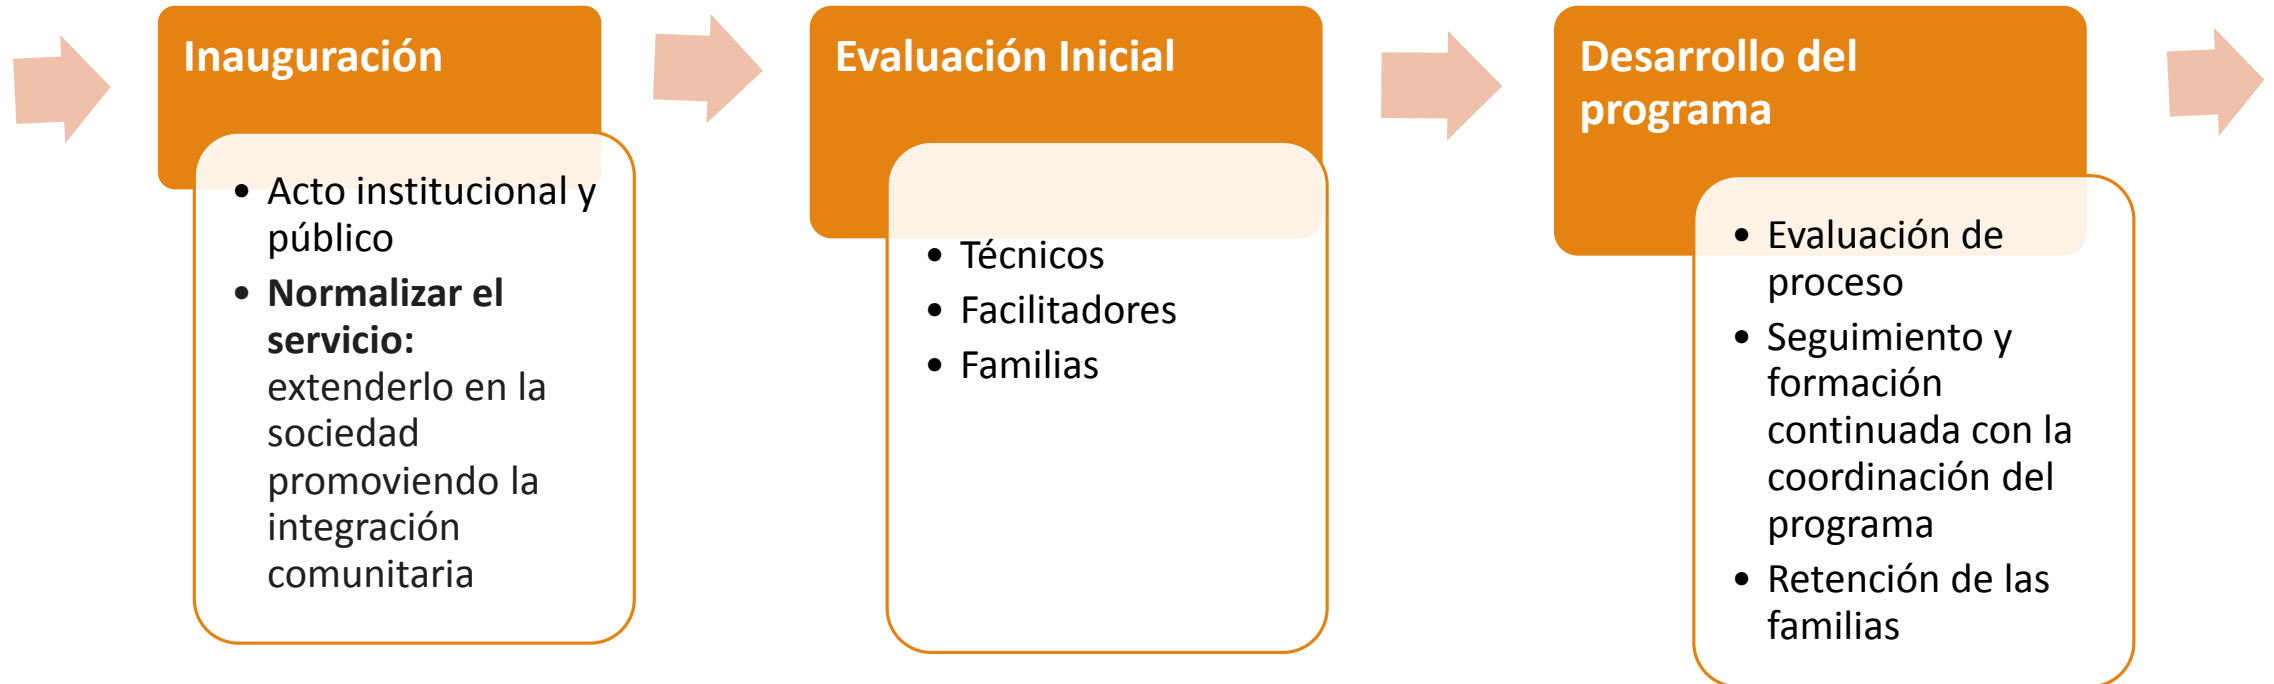 Inauguración
• Acto institucional y
público
• Normalizar el
servicio:
extenderlo en la
sociedad
promoviendo la
integración
comunitaria
Evaluación Inicial
• Técnicos
• Facilitadores
• Familias
Desarrollo del
programa
• Evaluación de
proceso
• Seguimiento y
formación
continuada con la
coordinación del
programa
• Retención de las
familias